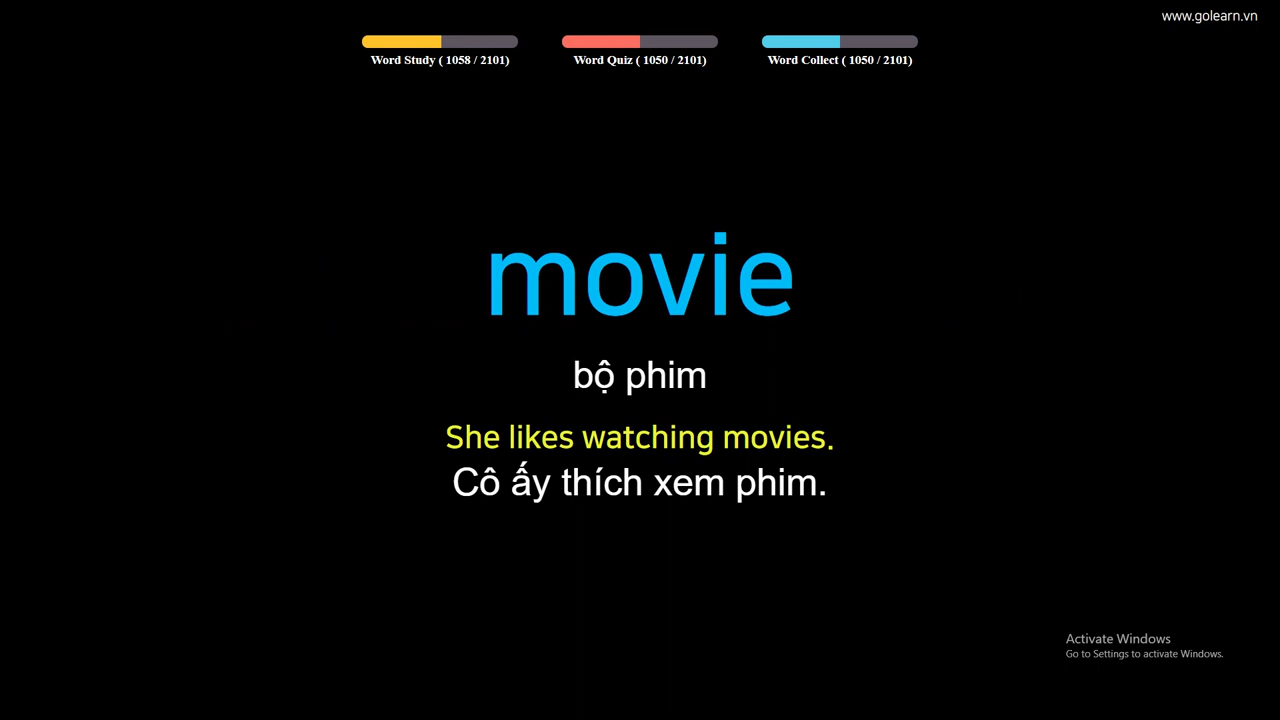 www.golearn.vn
Word Study ( 1058 / 2101)
Word Quiz ( 1050 / 2101)
Word Collect ( 1050 / 2101)
movie
bộ phim
She likes watching movies.
Cô ấy thích xem phim.
Activate Windows
Go to Settings to activate Windows.